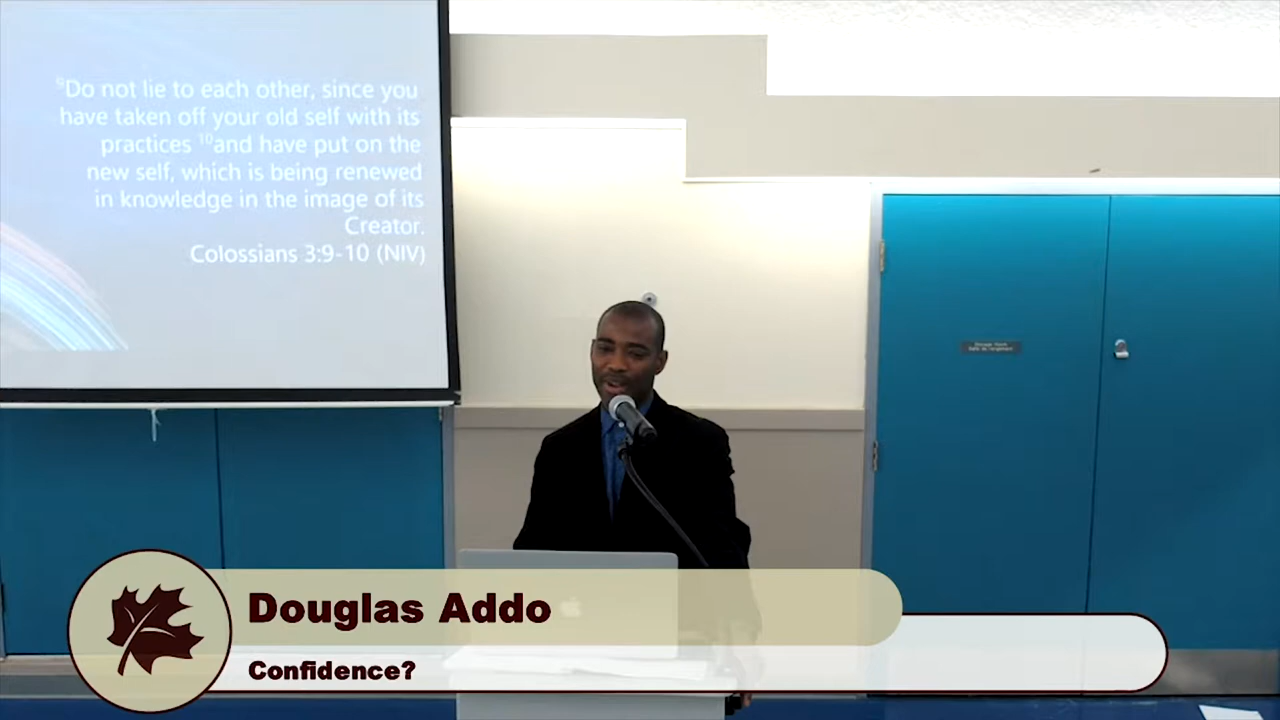 ⁹Do not lie to each other, since you
have taken off your old self with its
practices ¹⁰and have put on the
new self, which is being renewed
in knowledge in the image of its
Creator.
Colossians 3:9-10 (NIV)
Douglas Addo
Confidence?